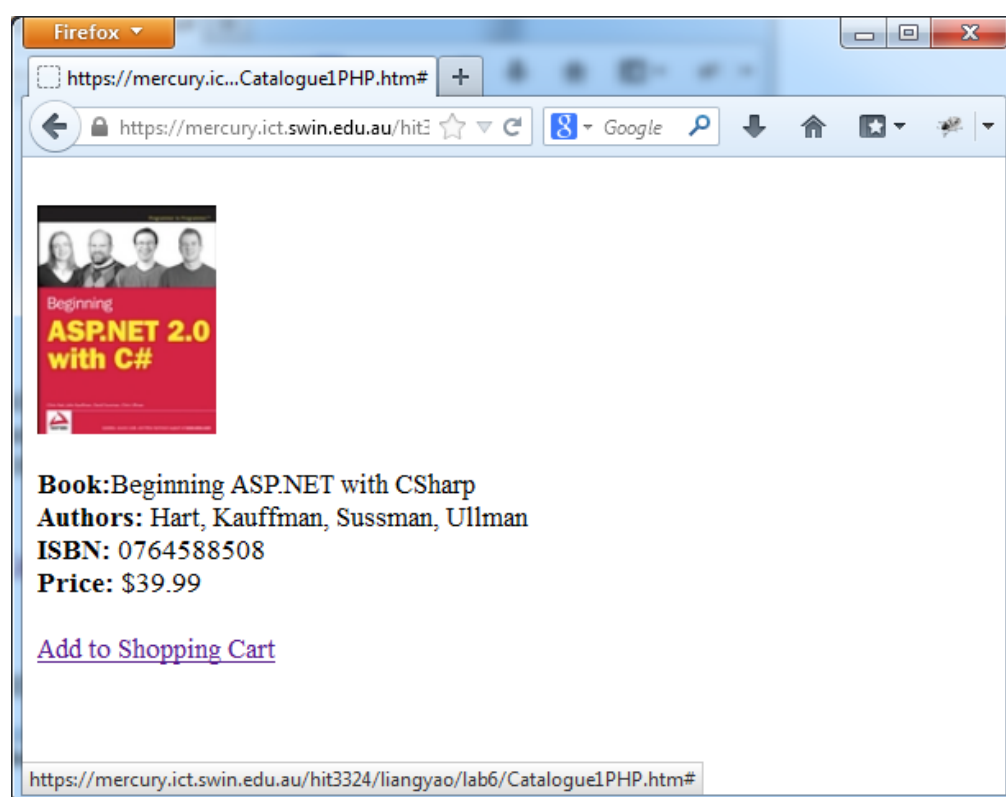 Firefox
https://mercury.ic...Catalogue1PHP.htm#
+
https://mercury.ict.swin.edu.au/hit3
8
Google
Beginning
ASP.NET 2.0
with C#
Book:Beginning ASP.NET with CSharp
Authors: Hart, Kauffman, Sussman, Ullman
ISBN: 0764588508
Price: $39.99
Add to Shopping Cart
https://mercury.ict.swin.edu.au/hit3324/liangyao/lab6/Catalogue1PHP.htm#